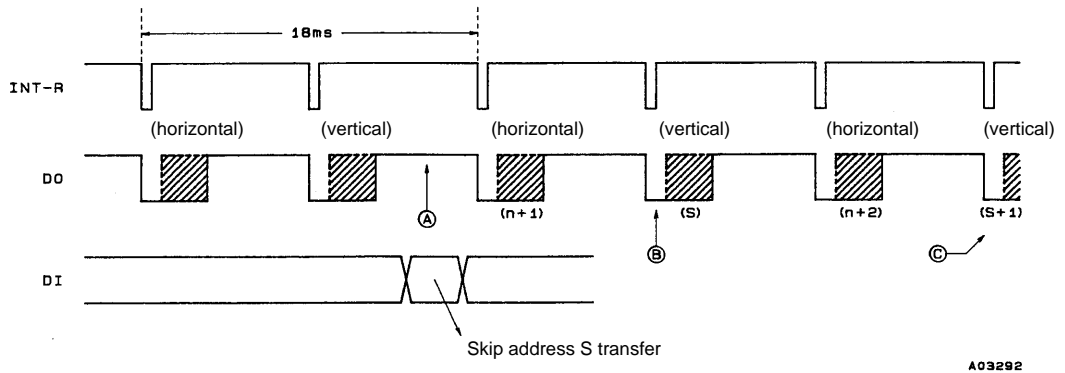 18ms
INT-R
(horizontal) (vertical) (horizontal) (vertical) (horizontal) (vertical)
DO
(n+1) (S) (n+2) (S+1)
A
B
C
DI
Skip address S transfer
A03292